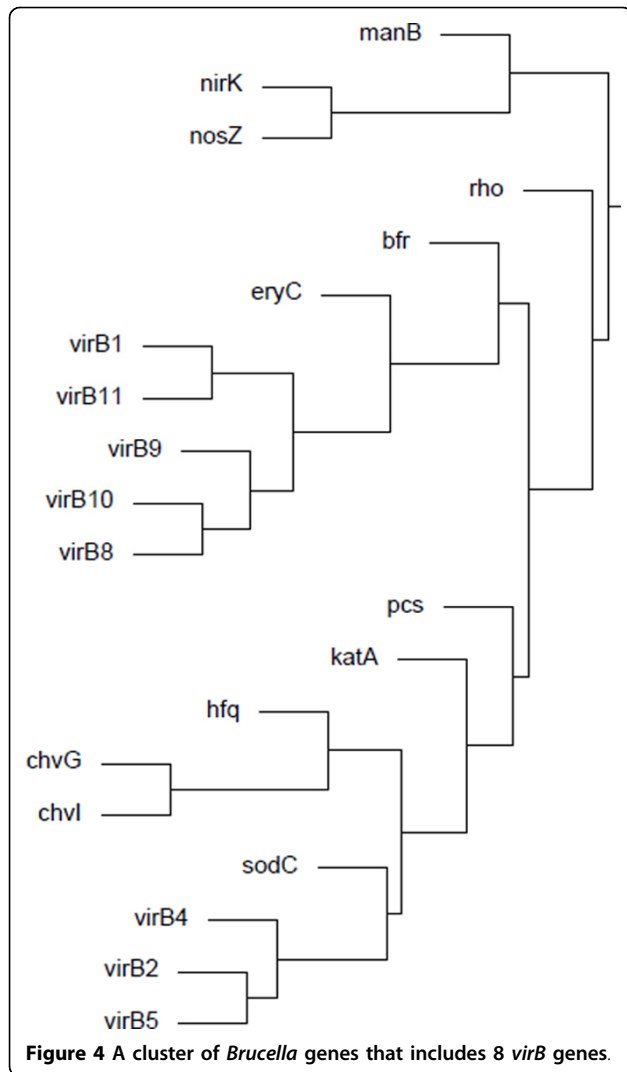 manB
nirK
nosZ
rho
bfr
eryC
virB1
virB11
virB9
virB10
virB8
pcs
katA
hfq
chvG
chvI
sodC
virB4
virB2
virB5
Figure 4 A cluster of Brucella genes that includes 8 virB genes.